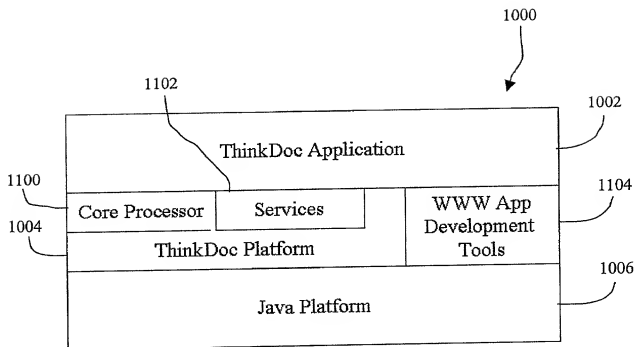 1000
1102
1002
ThinkDoc Application
1100
1104
Core Processor
Services
WWW App
Development
Tools
1004
ThinkDoc Platform
1006
Java Platform